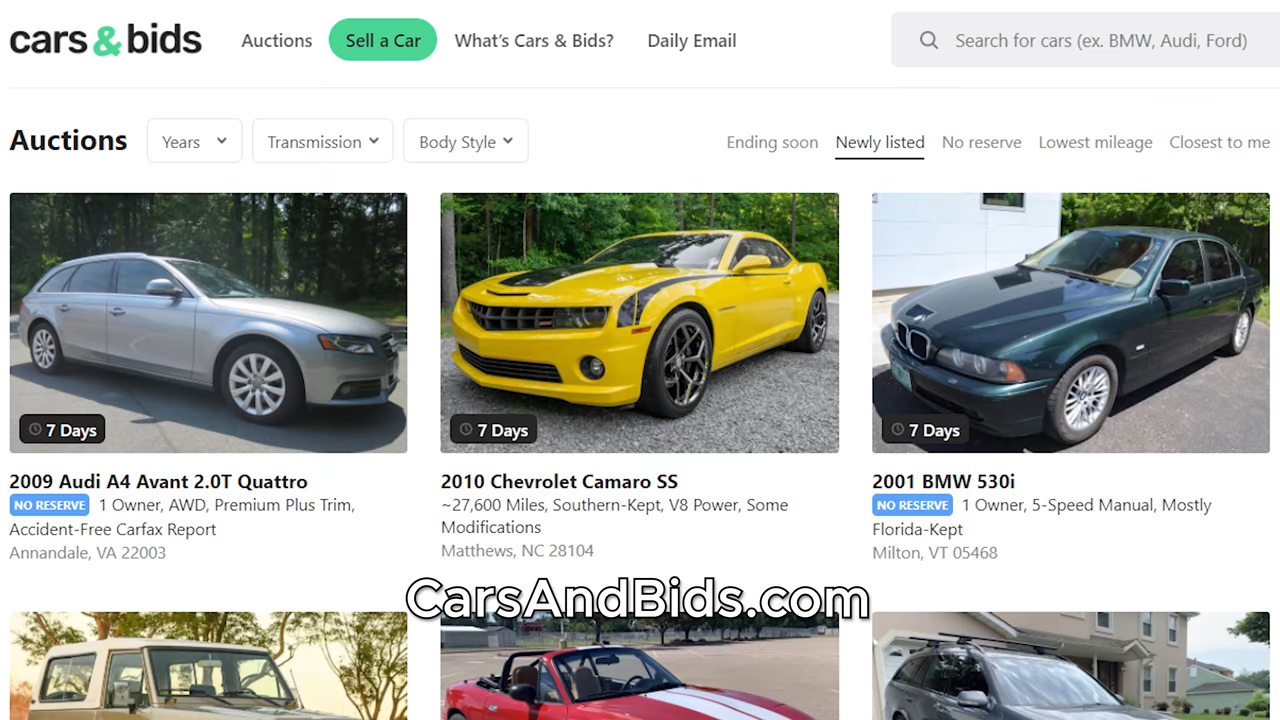 cars & bids
Auctions
Sell a Car
What's Cars & Bids?
Daily Email
Search for cars (ex. BMW, Audi, Ford)
Auctions
Years
Transmission
Body Style
Ending soon
Newly listed
No reserve
Lowest mileage
Closest to me
7 Days
7 Days
7 Days
2009 Audi A4 Avant 2.0T Quattro
NO RESERVE 1 Owner, AWD, Premium Plus Trim,
Accident-Free Carfax Report
Annandale, VA 22003
2010 Chevrolet Camaro SS
~27,600 Miles, Southern-Kept, V8 Power, Some
Modifications
Matthews, NC 28104
2001 BMW 530i
NO RESERVE 1 Owner, 5-Speed Manual, Mostly
Florida-Kept
Milton, VT 05468
CarsAndBids.com